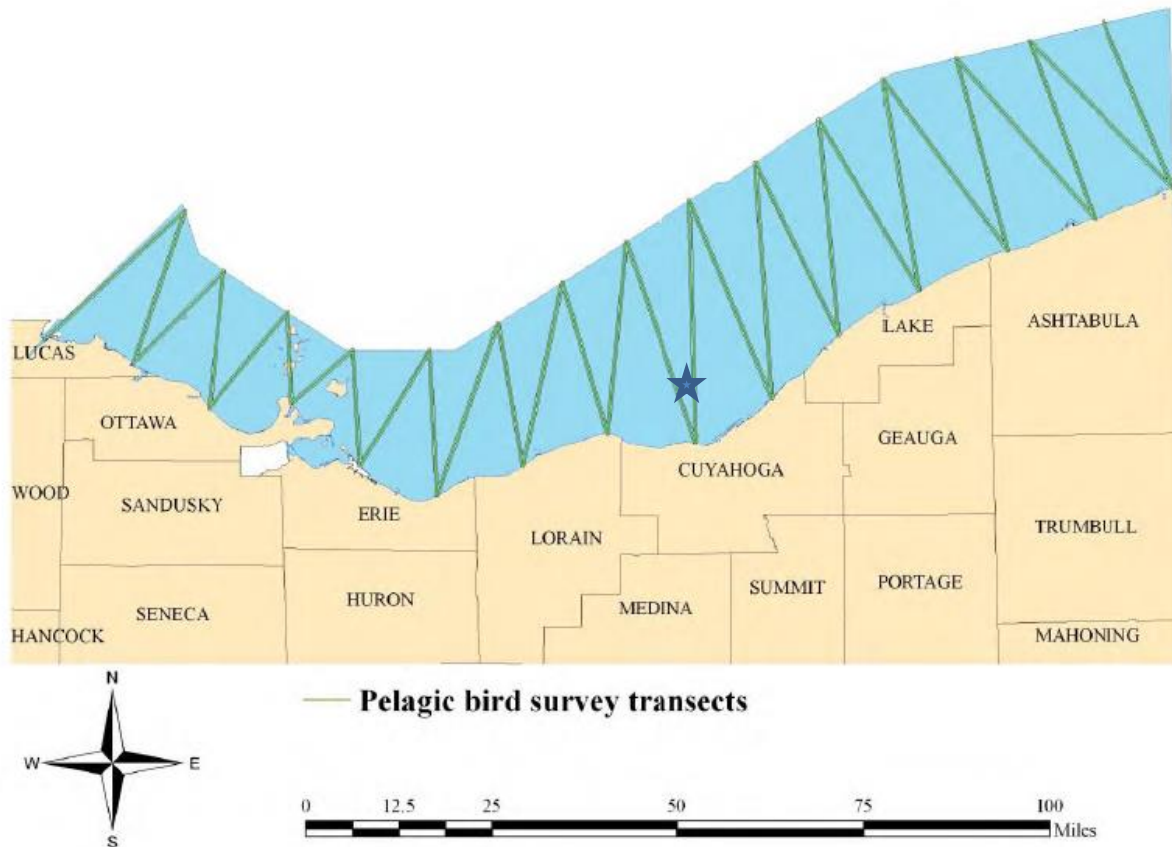 LUCAS
LAKE
ASHTABULA
OTTAWA
GEAUGA
CUYAHOGA
WOOD
SANDUSKY
ERIE
LORAIN
TRUMBULL
SENECA
HURON
MEDINA
SUMMIT
PORTAGE
HANCOCK
MAHONING
N
W
E
S
Pelagic bird survey transects
0 12.5 25 50 75 100
Miles